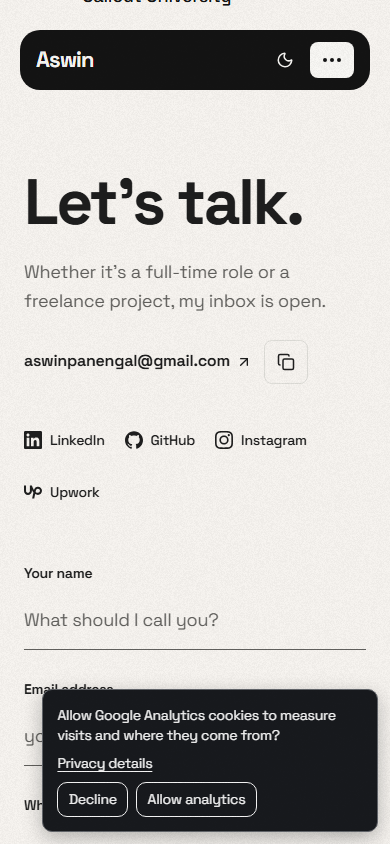 Aswin
Let's talk.
Whether it's a full-time role or a
freelance project, my inbox is open.
aswinpanengal@gmail.com
LinkedIn GitHub Instagram
Upwork
Your name
What should I call you?
Email address
Allow Google Analytics cookies to measure
visits and where they come from?
Privacy details
Decline Allow analytics